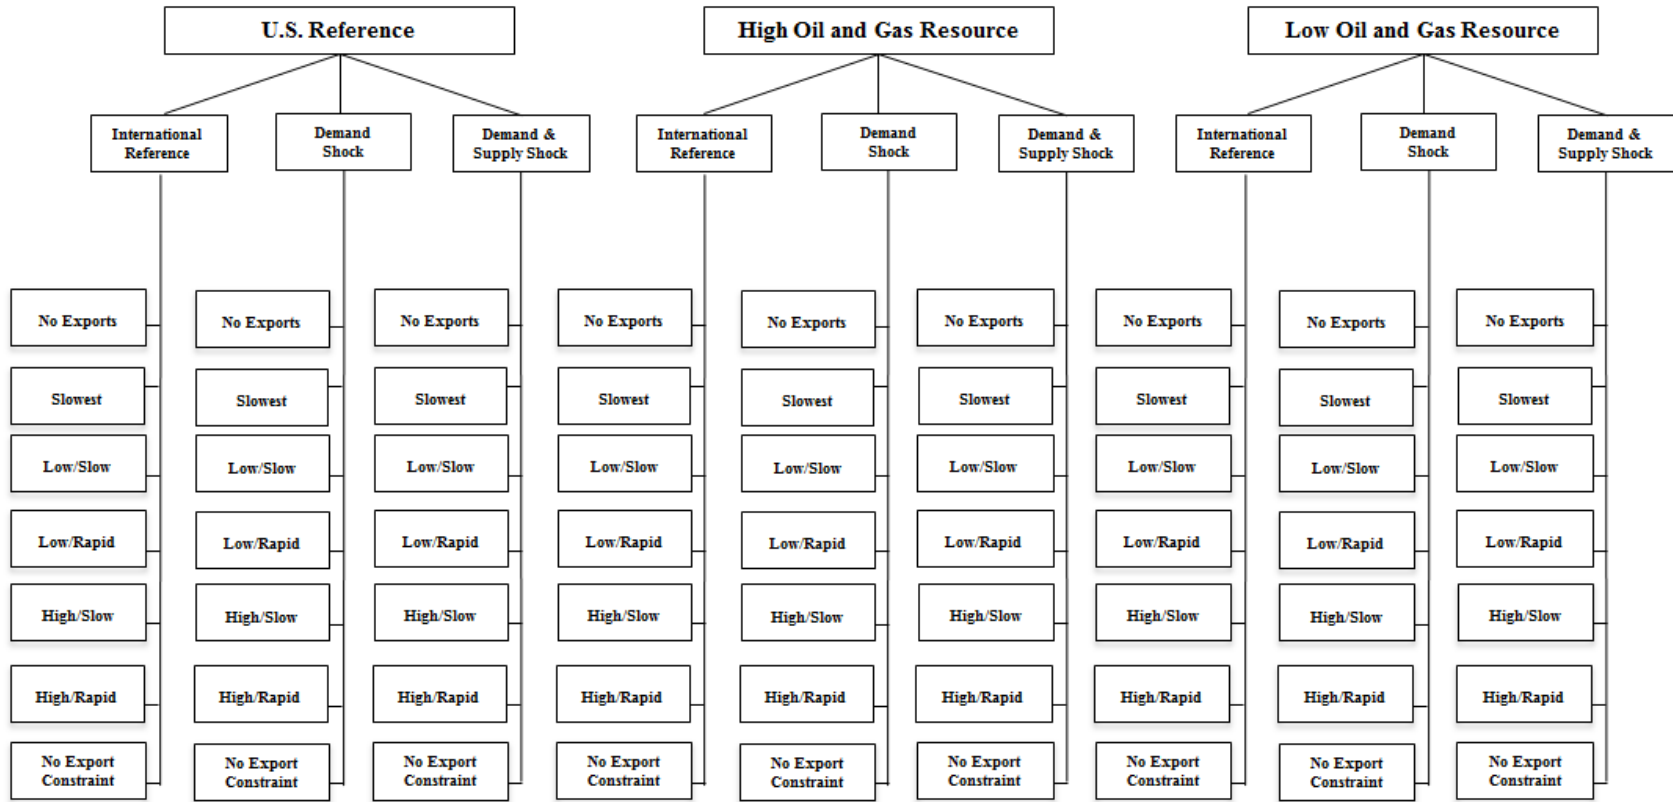 U.S. Reference
High Oil and Gas Resource
Low Oil and Gas Resource
International
Reference
Demand
Shock
Demand &
Supply Shock
International
Reference
Demand
Shock
Demand &
Supply Shock
International
Reference
Demand
Shock
Demand &
Supply Shock
No Exports
No Exports
No Exports
No Exports
No Exports
No Exports
No Exports
No Exports
No Exports
Slowest
Slowest
Slowest
Slowest
Slowest
Slowest
Slowest
Slowest
Slowest
Low/Slow
Low/Slow
Low/Slow
Low/Slow
Low/Slow
Low/Slow
Low/Slow
Low/Slow
Low/Slow
Low/Rapid
Low/Rapid
Low/Rapid
Low/Rapid
Low/Rapid
Low/Rapid
Low/Rapid
Low/Rapid
Low/Rapid
High/Slow
High/Slow
High/Slow
High/Slow
High/Slow
High/Slow
High/Slow
High/Slow
High/Slow
High/Rapid
High/Rapid
High/Rapid
High/Rapid
High/Rapid
High/Rapid
High/Rapid
High/Rapid
High/Rapid
No Export
Constraint
No Export
Constraint
No Export
Constraint
No Export
Constraint
No Export
Constraint
No Export
Constraint
No Export
Constraint
No Export
Constraint
No Export
Constraint